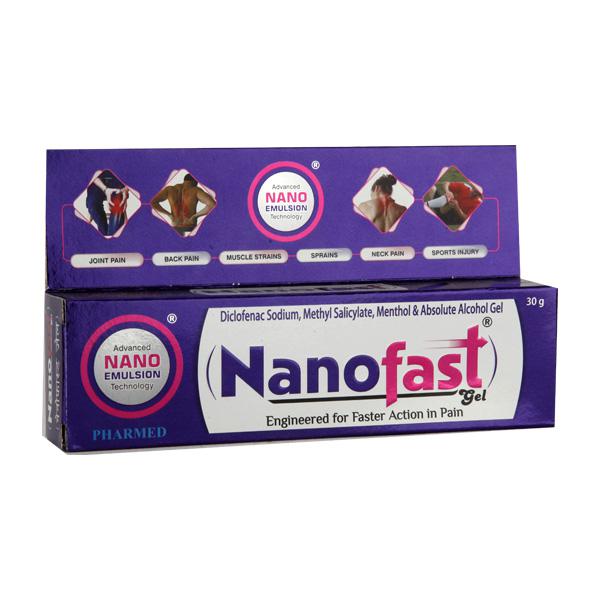 ®
Advanced
NANO
EMULSION
Technology
JOINT PAIN
BACK PAIN
MUSCLE STRAINS
SPRAINS
NECK PAIN
SPORTS INJURY
Diclofenac Sodium, Methyl Salicylate, Menthol & Absolute Alcohol Gel
30 g
®
Advanced
NANO
EMULSION
Technology
PHARMED
(Nanofast)®
Gel
Engineered for Faster Action in Pain